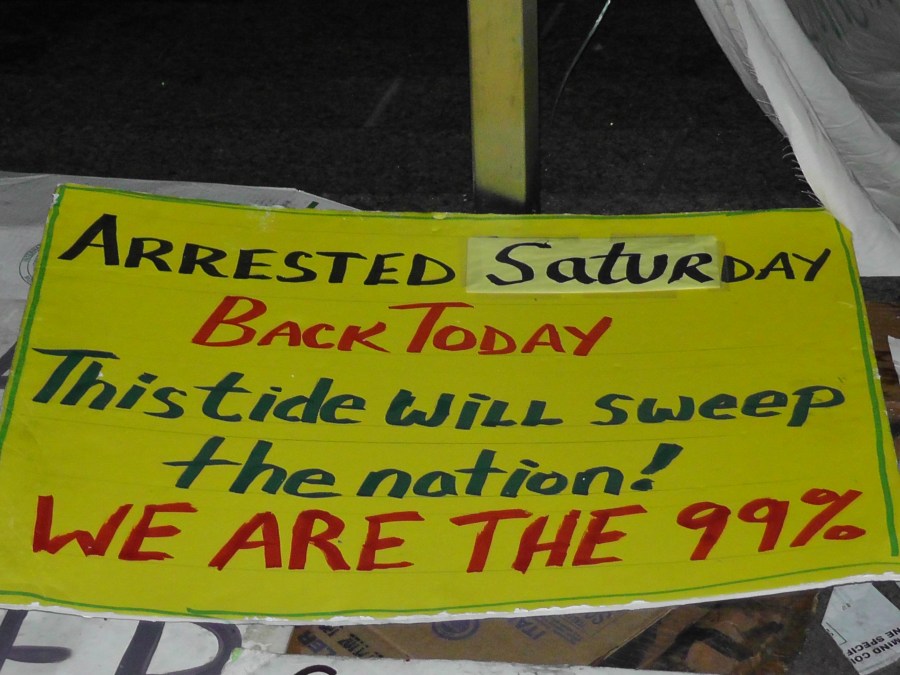 ARRESTED SatURDAY
BACK TODAY
This tide WiLL sweep
the nation!
WE ARE THE 99%